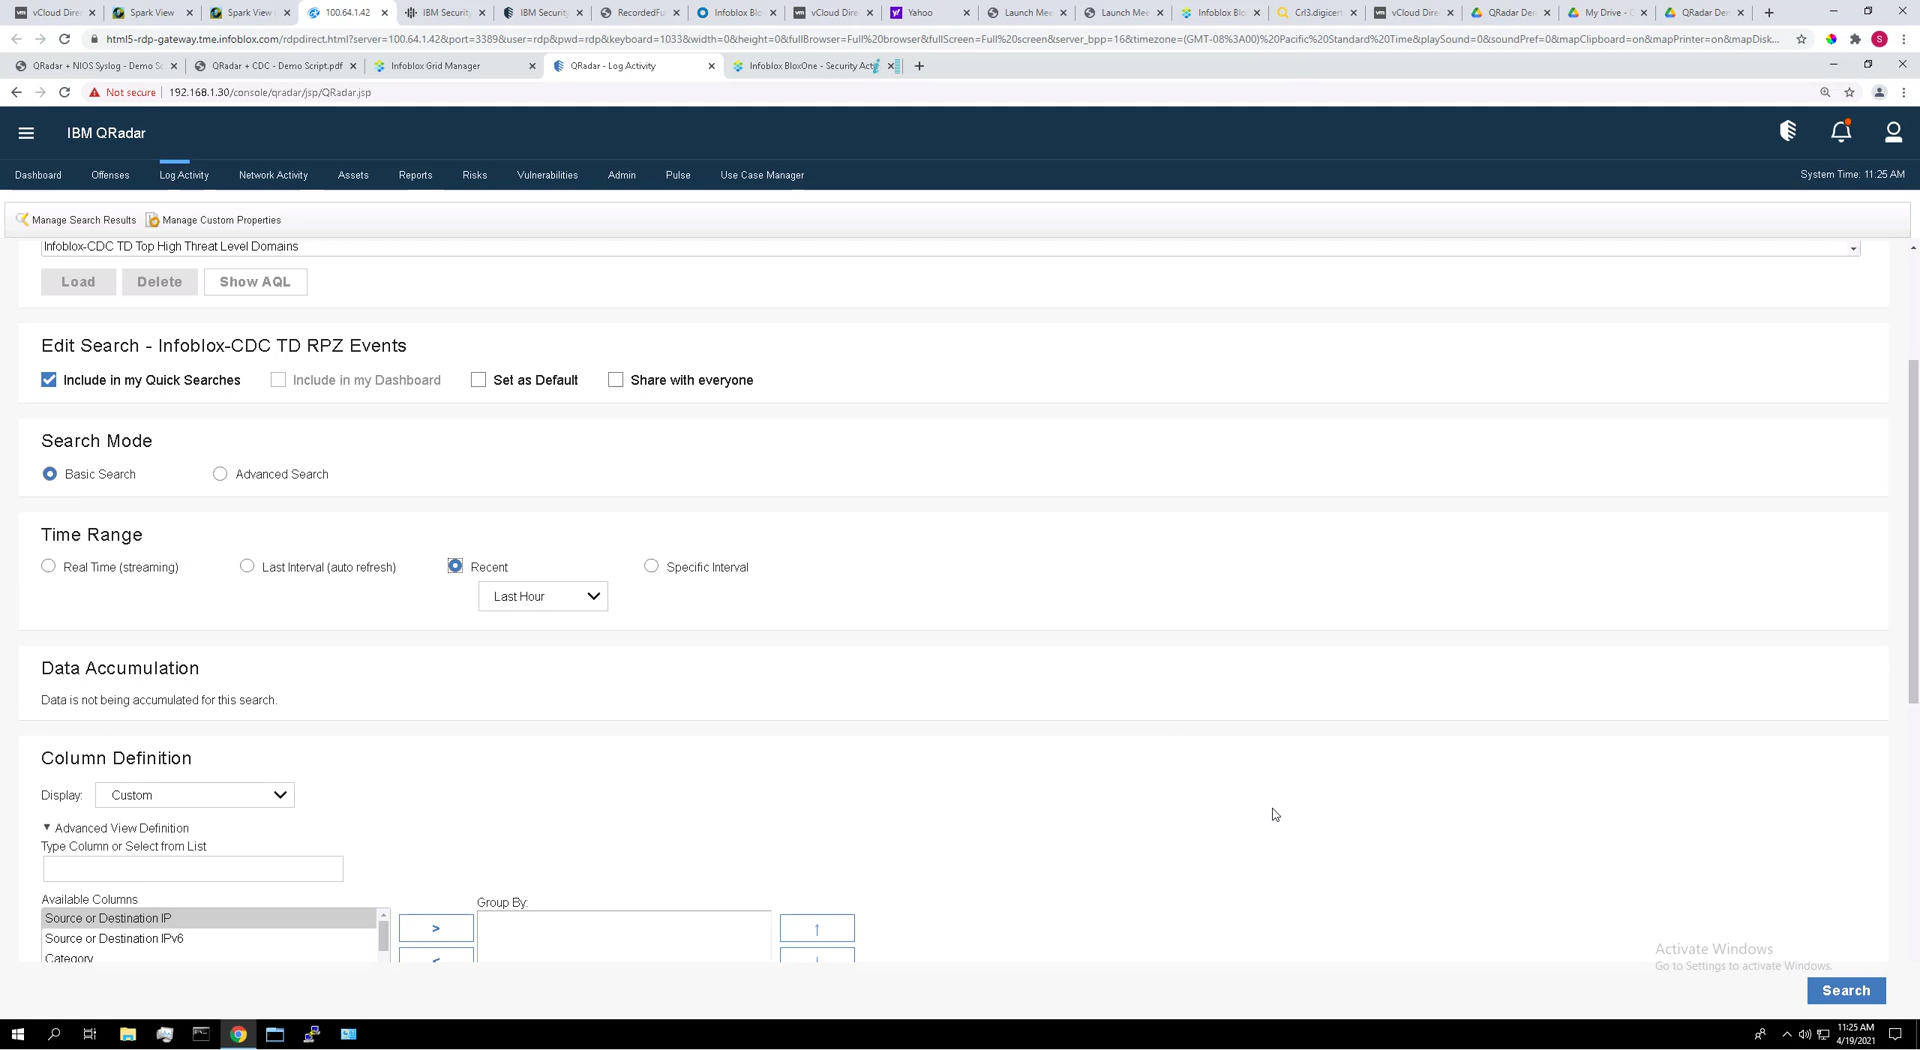 vCloud Direc
Spark View
Spark View
100.64.1.42
IBM Security
IBM Security
RecordedFu
Infoblox Blo
vCloud Dire
Yahoo
Launch Mee
Launch Mee
Infoblox Blo
Crl3.digicert
vCloud Direc
QRadar Dem
My Drive - G
QRadar Dem
html5-rdp-gateway.tme.infoblox.com/rdpdirect.html?server=100.64.1.42&port=3389&user=rdp&pwd=rdp&keyboard=1033&width=0&height=0&fullBrowser=Full%20browser&fullScreen=Full%20screen&server_bpp=16&timezone=(GMT-08%3A00)%20Pacific%20Standard%20Time&playSound=0&soundPref=0&mapClipboard=on&mapPrinter=on&mapDisk...
S
QRadar + NIOS Syslog - Demo Sc
QRadar + CDC - Demo Script.pdf
Infoblox Grid Manager
QRadar - Log Activity
Infoblox BloxOne - Security Acti
Not secure
192.168.1.30/console/qradar/jsp/QRadar.jsp
IBM QRadar
Dashboard
Offenses
Log Activity
Network Activity
Assets
Reports
Risks
Vulnerabilities
Admin
Pulse
Use Case Manager
System Time: 11:25 AM
Manage Search Results
Manage Custom Properties
Infoblox-CDC TD Top High Threat Level Domains
Load
Delete
Show AQL
Edit Search - Infoblox-CDC TD RPZ Events
Include in my Quick Searches
Include in my Dashboard
Set as Default
Share with everyone
Search Mode
Basic Search
Advanced Search
Time Range
Real Time (streaming)
Last Interval (auto refresh)
Recent
Specific Interval
Last Hour
Data Accumulation
Data is not being accumulated for this search.
Column Definition
Display:
Custom
Advanced View Definition
Type Column or Select from List
Available Columns
Group By:
Source or Destination IP
>
↑
Source or Destination IPv6
Category
<
Activate Windows
Go to Settings to activate Windows.
Search
11:25 AM
4/19/2021